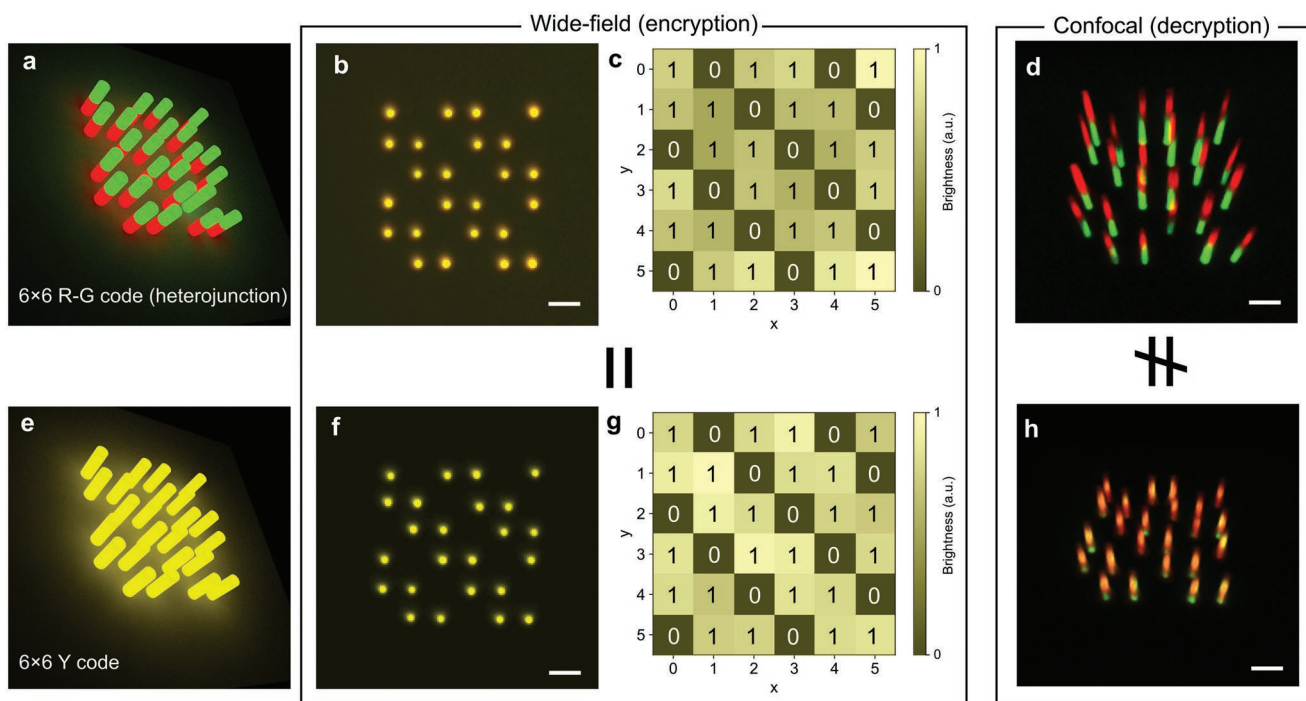 Wide-field (encryption)
Confocal (decryption)
a
6×6 R-G code (heterojunction)
b
c
0 1 0 1 1 0 1
1 1 1 0 1 1 0
2 0 1 1 0 1 1
y
3 1 0 1 1 0 1
4 1 1 0 1 1 0
5 0 1 1 0 1 1
0 1 2 3 4 5
x
1
Brightness (a.u.)
0
d
=
≠
e
6×6 Y code
f
g
0 1 0 1 1 0 1
1 1 1 0 1 1 0
2 0 1 1 0 1 1
y
3 1 0 1 1 0 1
4 1 1 0 1 1 0
5 0 1 1 0 1 1
0 1 2 3 4 5
x
1
Brightness (a.u.)
0
h